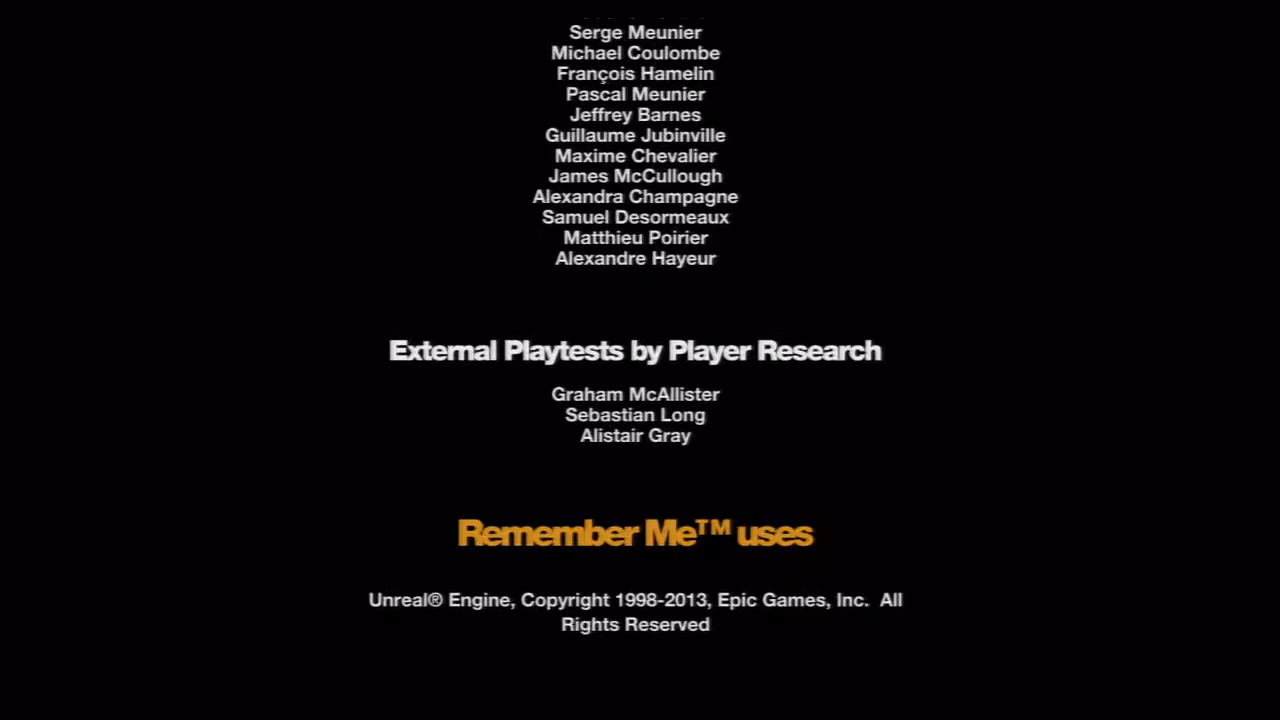 Serge Meunier
Michael Coulombe
François Hamelin
Pascal Meunier
Jeffrey Barnes
Guillaume Jubinville
Maxime Chevalier
James McCullough
Alexandra Champagne
Samuel Desormeaux
Matthieu Poirier
Alexandre Hayeur
External Playtests by Player Research
Graham McAllister
Sebastian Long
Alistair Gray
Remember Me™ uses
Unreal® Engine, Copyright 1998-2013, Epic Games, Inc.  All
Rights Reserved